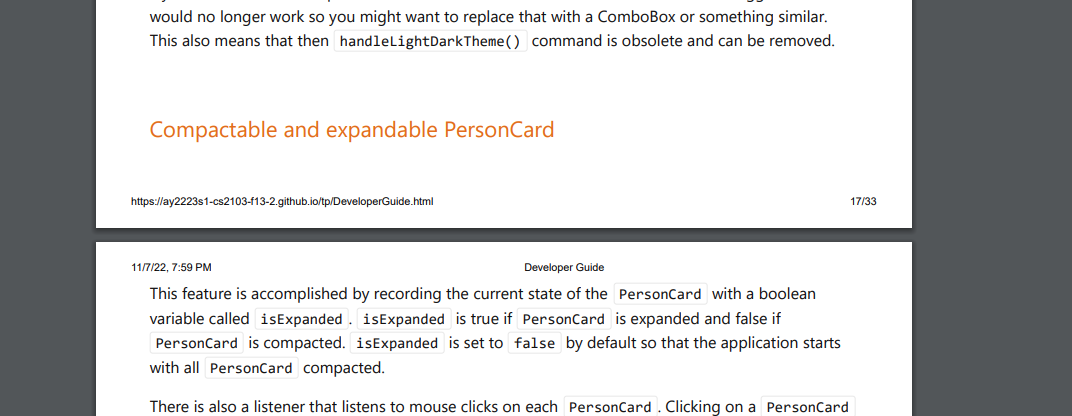 would no longer work so you might want to replace that with a ComboBox or something similar.
This also means that then handleLightDarkTheme() command is obsolete and can be removed.
Compactable and expandable PersonCard
https://ay2223s1-cs2103-f13-2.github.io/tp/DeveloperGuide.html 17/33
11/7/22, 7:59 PM Developer Guide
This feature is accomplished by recording the current state of the PersonCard with a boolean
variable called isExpanded. isExpanded is true if PersonCard is expanded and false if
PersonCard is compacted. isExpanded is set to false by default so that the application starts
with all PersonCard compacted.
There is also a listener that listens to mouse clicks on each PersonCard. Clicking on a PersonCard